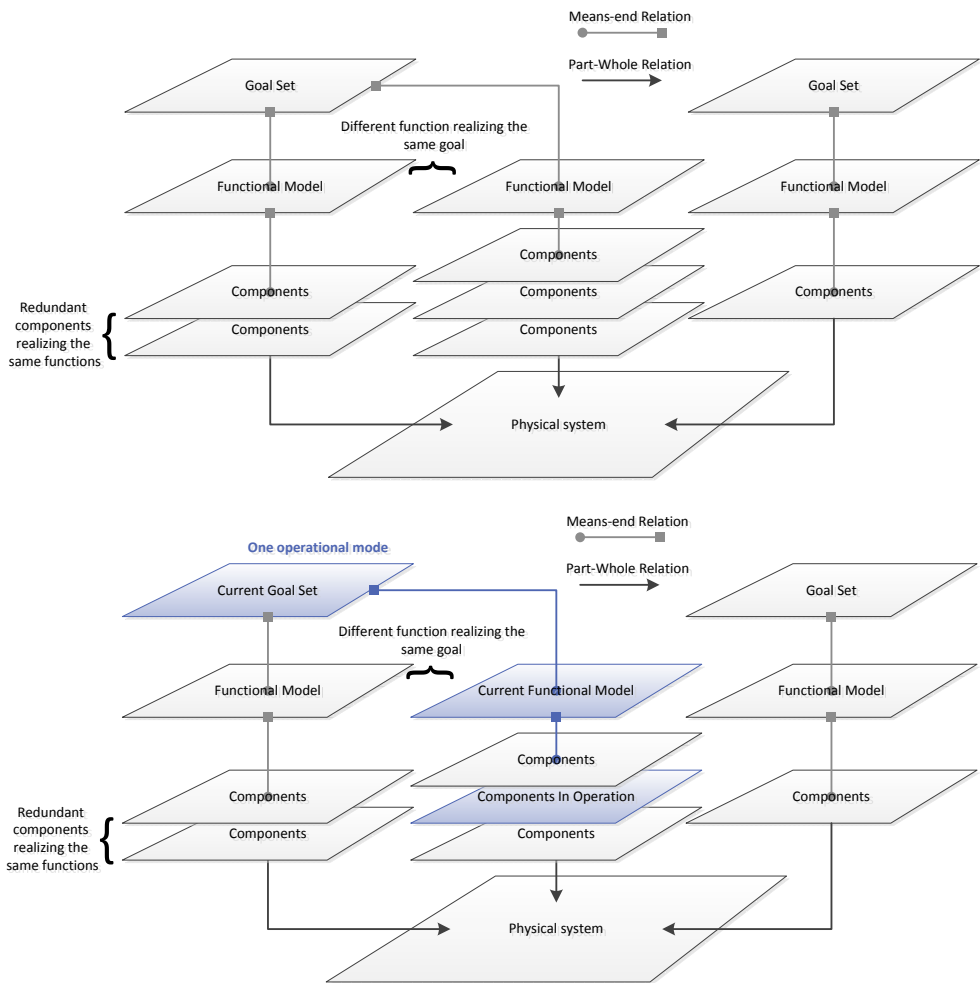 Means-end Relation
Part-Whole Relation
Goal Set
Goal Set
Different function realizing the
same goal
Functional Model
Functional Model
Functional Model
Components
Components
Components
Components
Components
Components
Redundant
components
realizing the
same functions
Physical system
Means-end Relation
One operational mode
Part-Whole Relation
Current Goal Set
Goal Set
Different function realizing the
same goal
Functional Model
Current Functional Model
Functional Model
Components
Components
Components In Operation
Components
Components
Components
Redundant
components
realizing the
same functions
Physical system